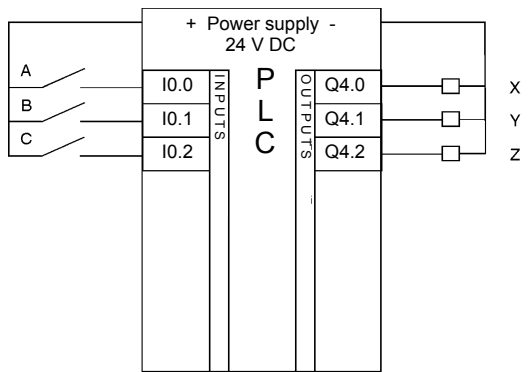 + Power supply -
24 V DC
A
I0.0
INPUTS
P
OUTPUTS
Q4.0
X
B
I0.1
L
Q4.1
Y
C
I0.2
C
Q4.2
Z